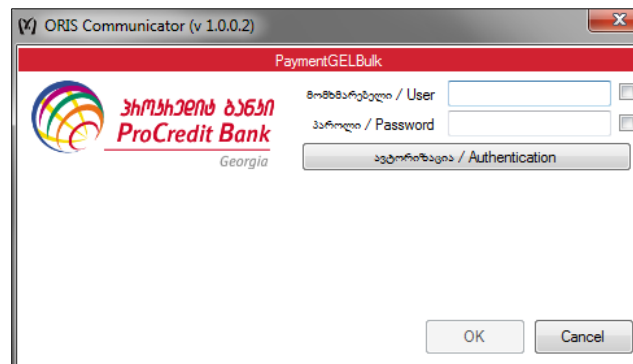 ORIS Communicator (v 1.0.0.2)
PaymentGELBulk
პროკრედიტ ბანკი
ProCredit Bank
Georgia
მომხმარებელი / User
პაროლი / Password
ავტორიზაცია / Authentication
OK
Cancel